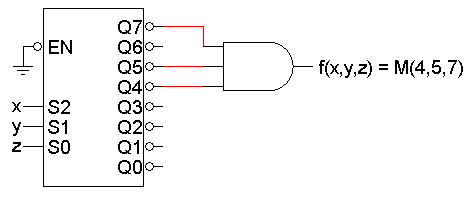 Q7
EN
Q6
Q5
f(x,y,z) = M(4,5,7)
Q4
x
S2
Q3
y
S1
Q2
z
S0
Q1
Q0